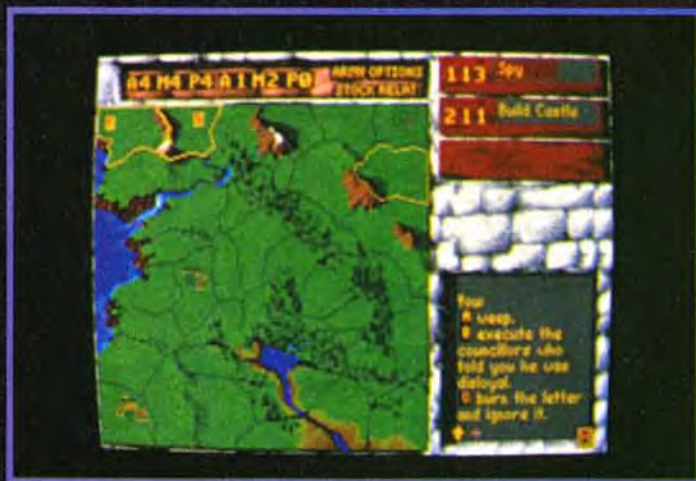 A4 M4 P4 A1 M2 P0
ARMY OPTIONS
STOCK RELAY
113 Spy
211 Build Castle
You:
A weep.
B execute the
councillors who
told you he was
disloyal.
C burn the letter
and ignore it.